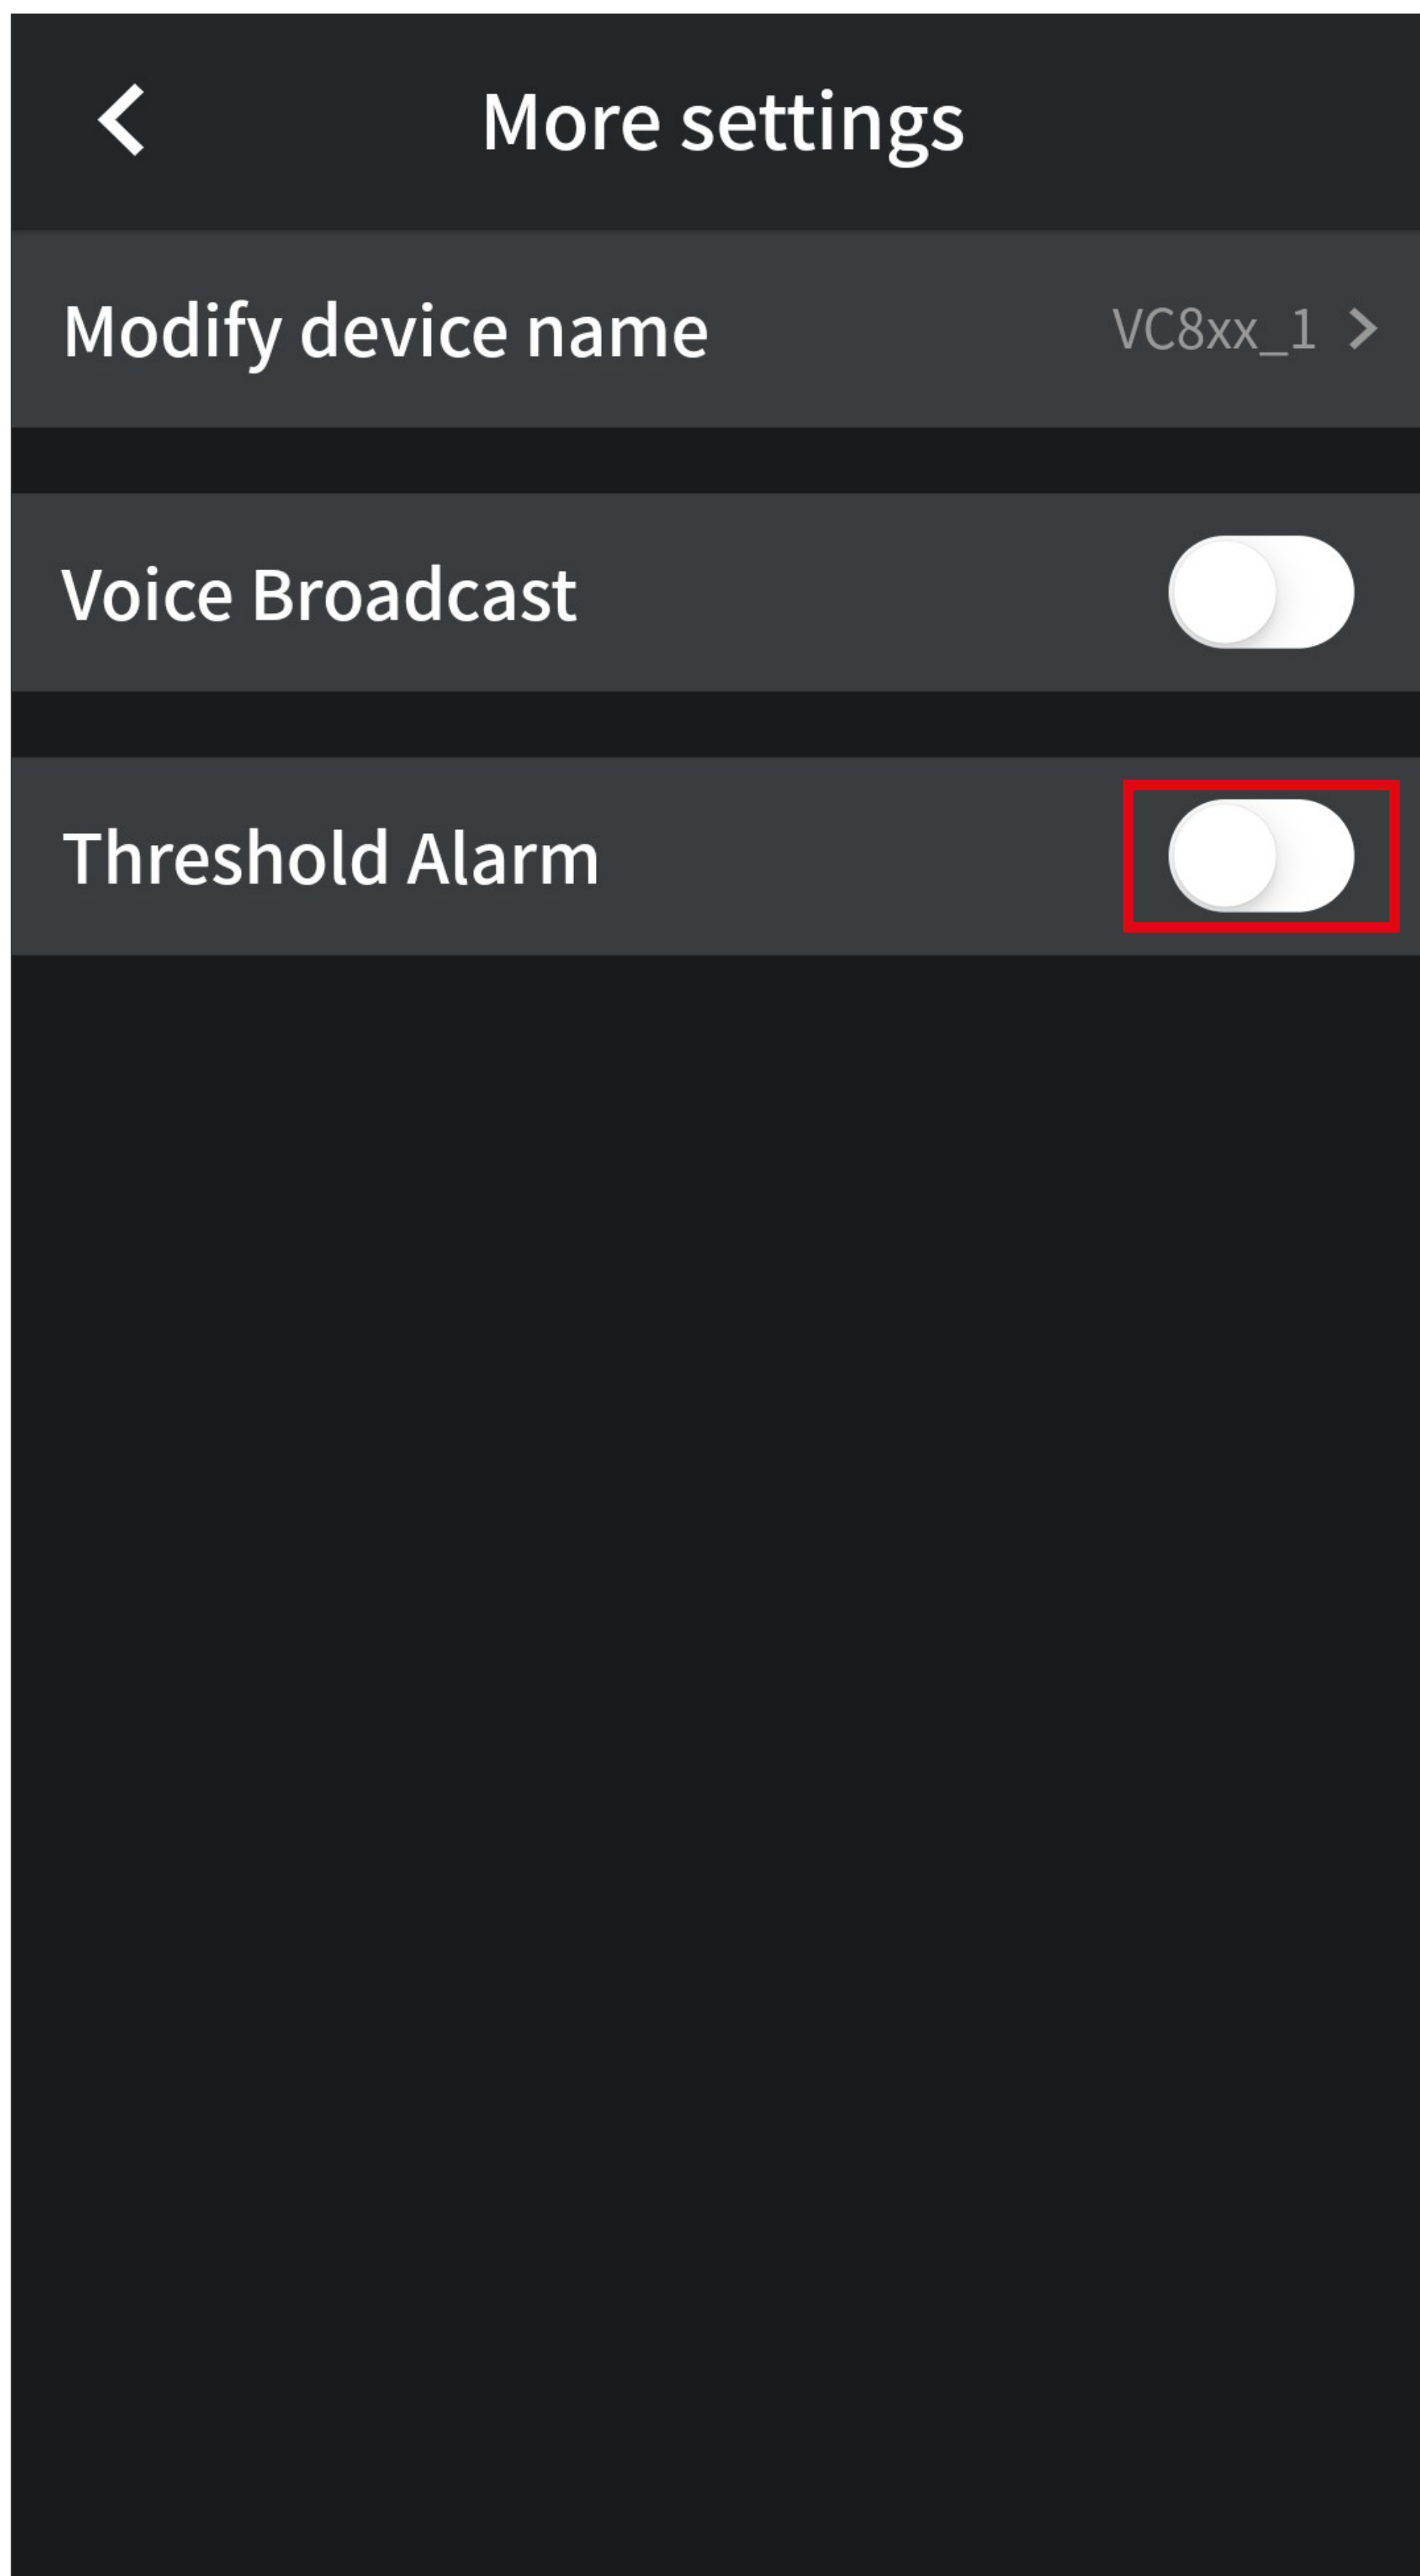 More settings
Modify device name VC8xx_1
Voice Broadcast
Threshold Alarm